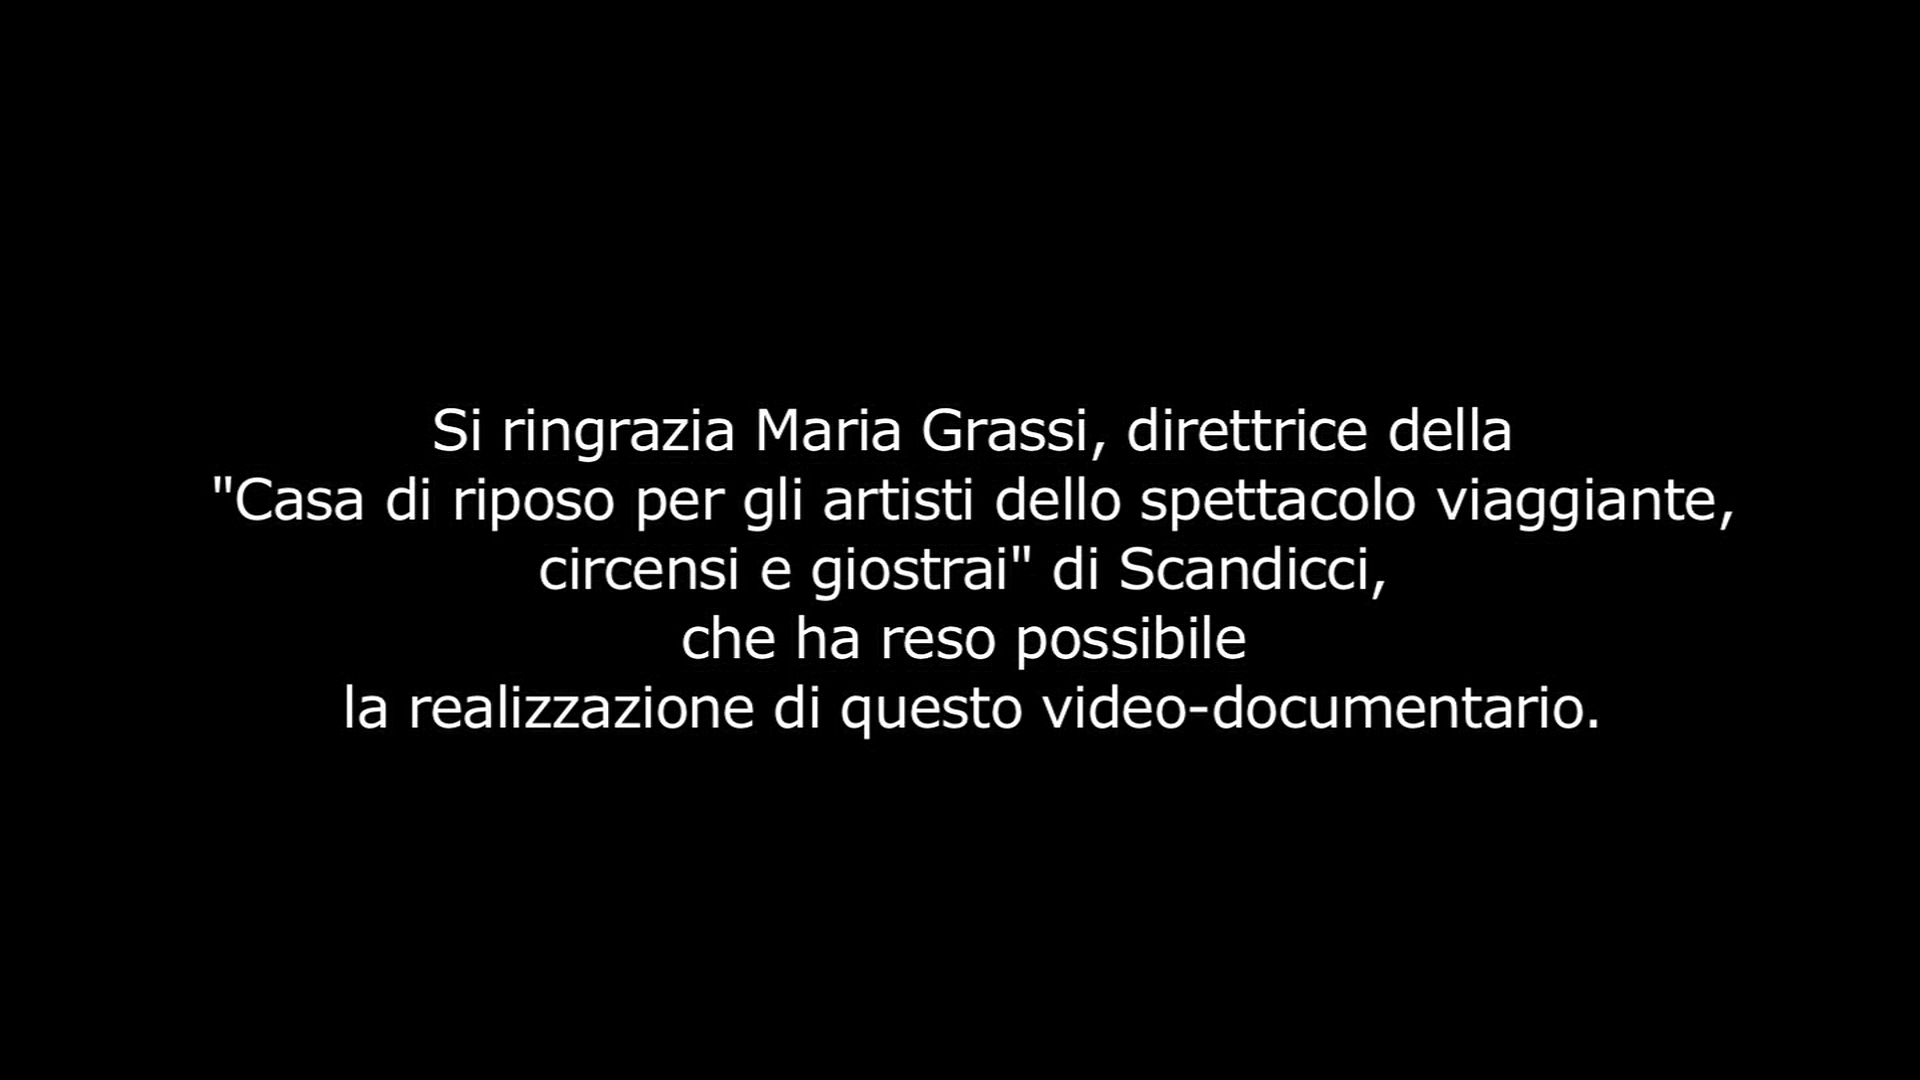 Si ringrazia Maria Grassi, direttrice della
"Casa di riposo per gli artisti dello spettacolo viaggiante,
circensi e giostrai" di Scandicci,
che ha reso possibile
la realizzazione di questo video-documentario.